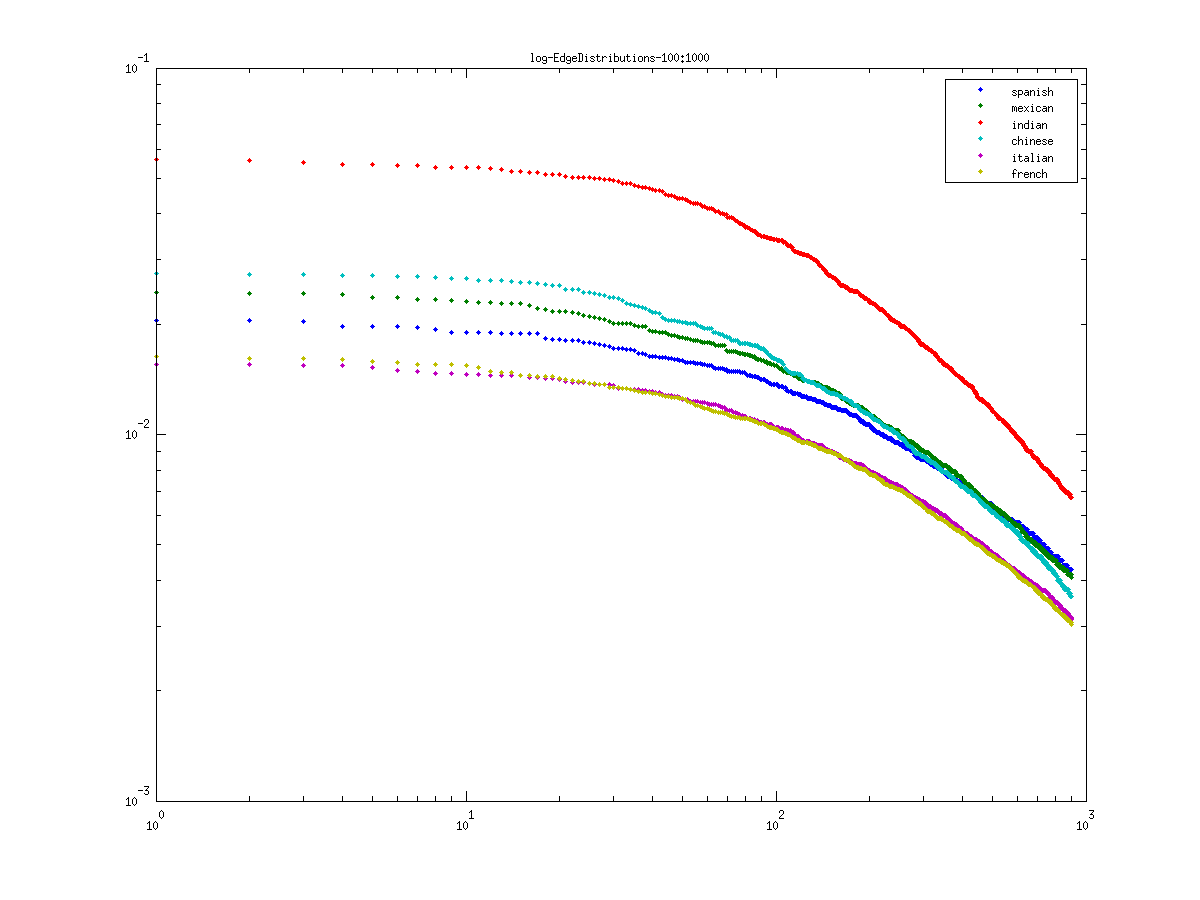 log-EdgeDistributions-100:1000
10^-1
spanish
mexican
indian
chinese
italian
french
10^-2
10^-3
10^0 10^1 10^2 10^3